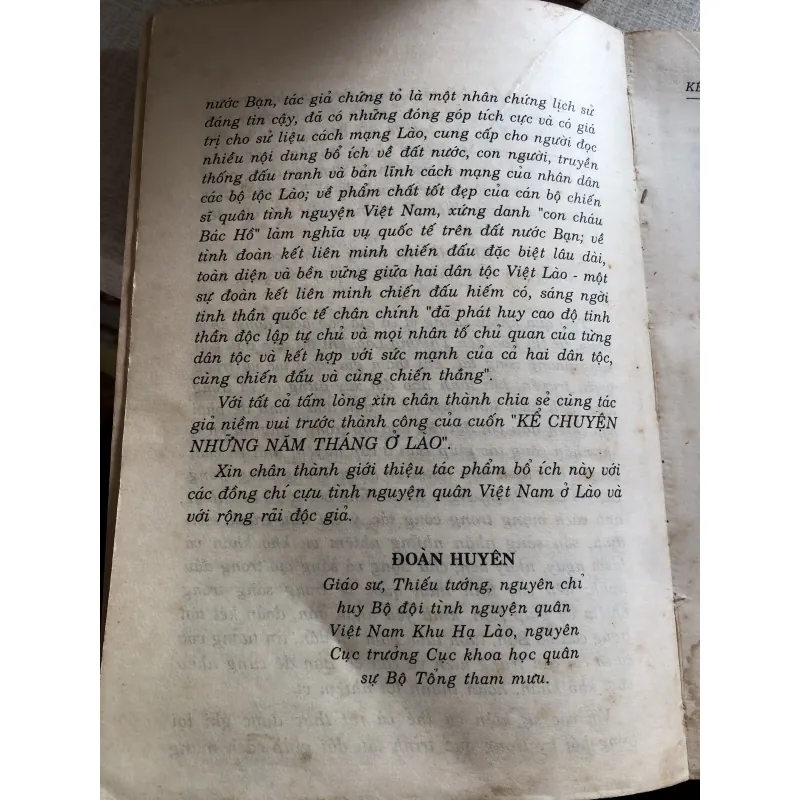 nước Bạn, tác giả chứng tỏ là một nhân chứng lịch sử
đáng tin cậy, đã có những đóng góp tích cực và có giá
trị cho sử liệu cách mạng Lào, cung cấp cho người đọc
nhiều nội dung bổ ích về đất nước, con người, truyền
thống đấu tranh và bản lĩnh cách mạng của nhân dân
các bộ tộc Lào; về phẩm chất tốt đẹp của cán bộ chiến
sĩ quân tình nguyện Việt Nam, xứng danh "con cháu
Bác Hồ" làm nghĩa vụ quốc tế trên đất nước Bạn; về
tình đoàn kết liên minh chiến đấu đặc biệt lâu dài,
toàn diện và bền vững giữa hai dân tộc Việt Lào - một
sự đoàn kết liên minh chiến đấu hiếm có, sáng ngời
tinh thần quốc tế chân chính "đã phát huy cao độ tinh
thần độc lập tự chủ và mọi nhân tố chủ quan của từng
dân tộc và kết hợp với sức mạnh của cả hai dân tộc,
cùng chiến đấu và cùng chiến thắng".
Với tất cả tấm lòng xin chân thành chia sẻ cùng tác
giả niềm vui trước thành công của cuốn "KỂ CHUYỆN
NHỮNG NĂM THÁNG Ở LÀO".
Xin chân thành giới thiệu tác phẩm bổ ích này với
các đồng chí cựu tình nguyện quân Việt Nam ở Lào và
với rộng rãi độc giả.
ĐOÀN HUYÊN
Giáo sư, Thiếu tướng, nguyên chỉ
huy Bộ đội tình nguyện quân
Việt Nam Khu Hạ Lào, nguyên
Cục trưởng Cục khoa học quân
sự Bộ Tổng tham mưu.